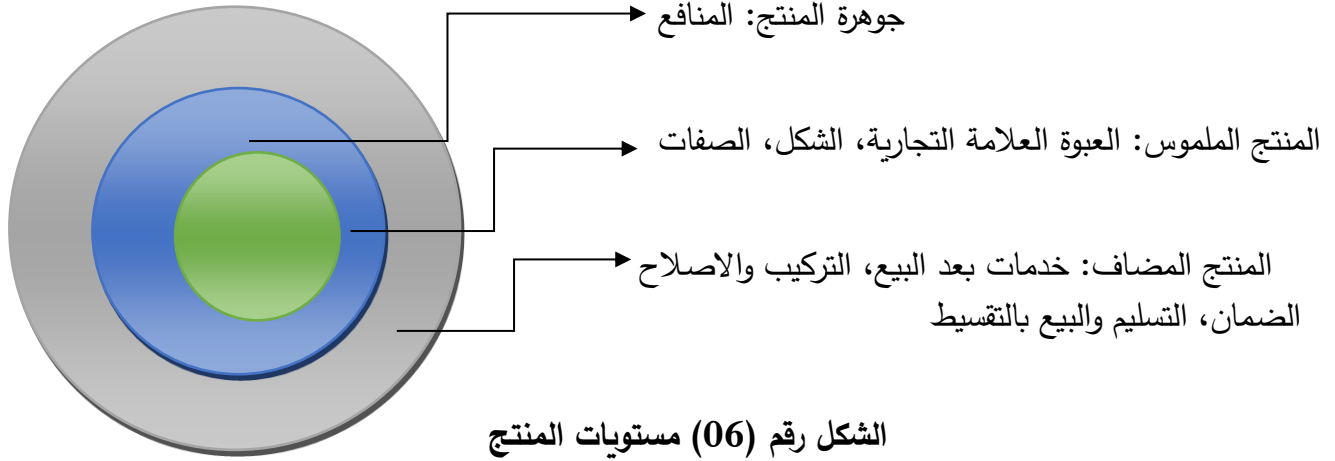 جوهرة المنتج: المنافع
المنتج الملموس: العبوة العلامة التجارية، الشكل، الصفات
المنتج المضاف: خدمات بعد البيع، التركيب والاصلاح
الضمان، التسليم والبيع بالتقسيط
الشكل رقم (06) مستويات المنتج